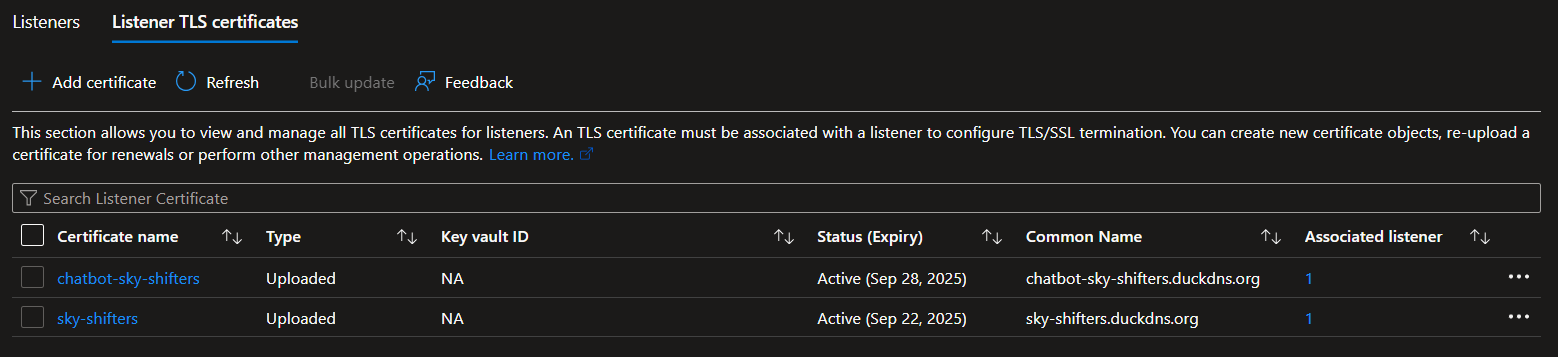 Listeners Listener TLS certificates
Add certificate Refresh Bulk update Feedback
This section allows you to view and manage all TLS certificates for listeners. An TLS certificate must be associated with a listener to configure TLS/SSL termination. You can create new certificate objects, re-upload a
certificate for renewals or perform other management operations. Learn more.
Search Listener Certificate
Certificate name Type Key vault ID Status (Expiry) Common Name Associated listener
chatbot-sky-shifters Uploaded NA Active (Sep 28, 2025) chatbot-sky-shifters.duckdns.org 1
sky-shifters Uploaded NA Active (Sep 22, 2025) sky-shifters.duckdns.org 1